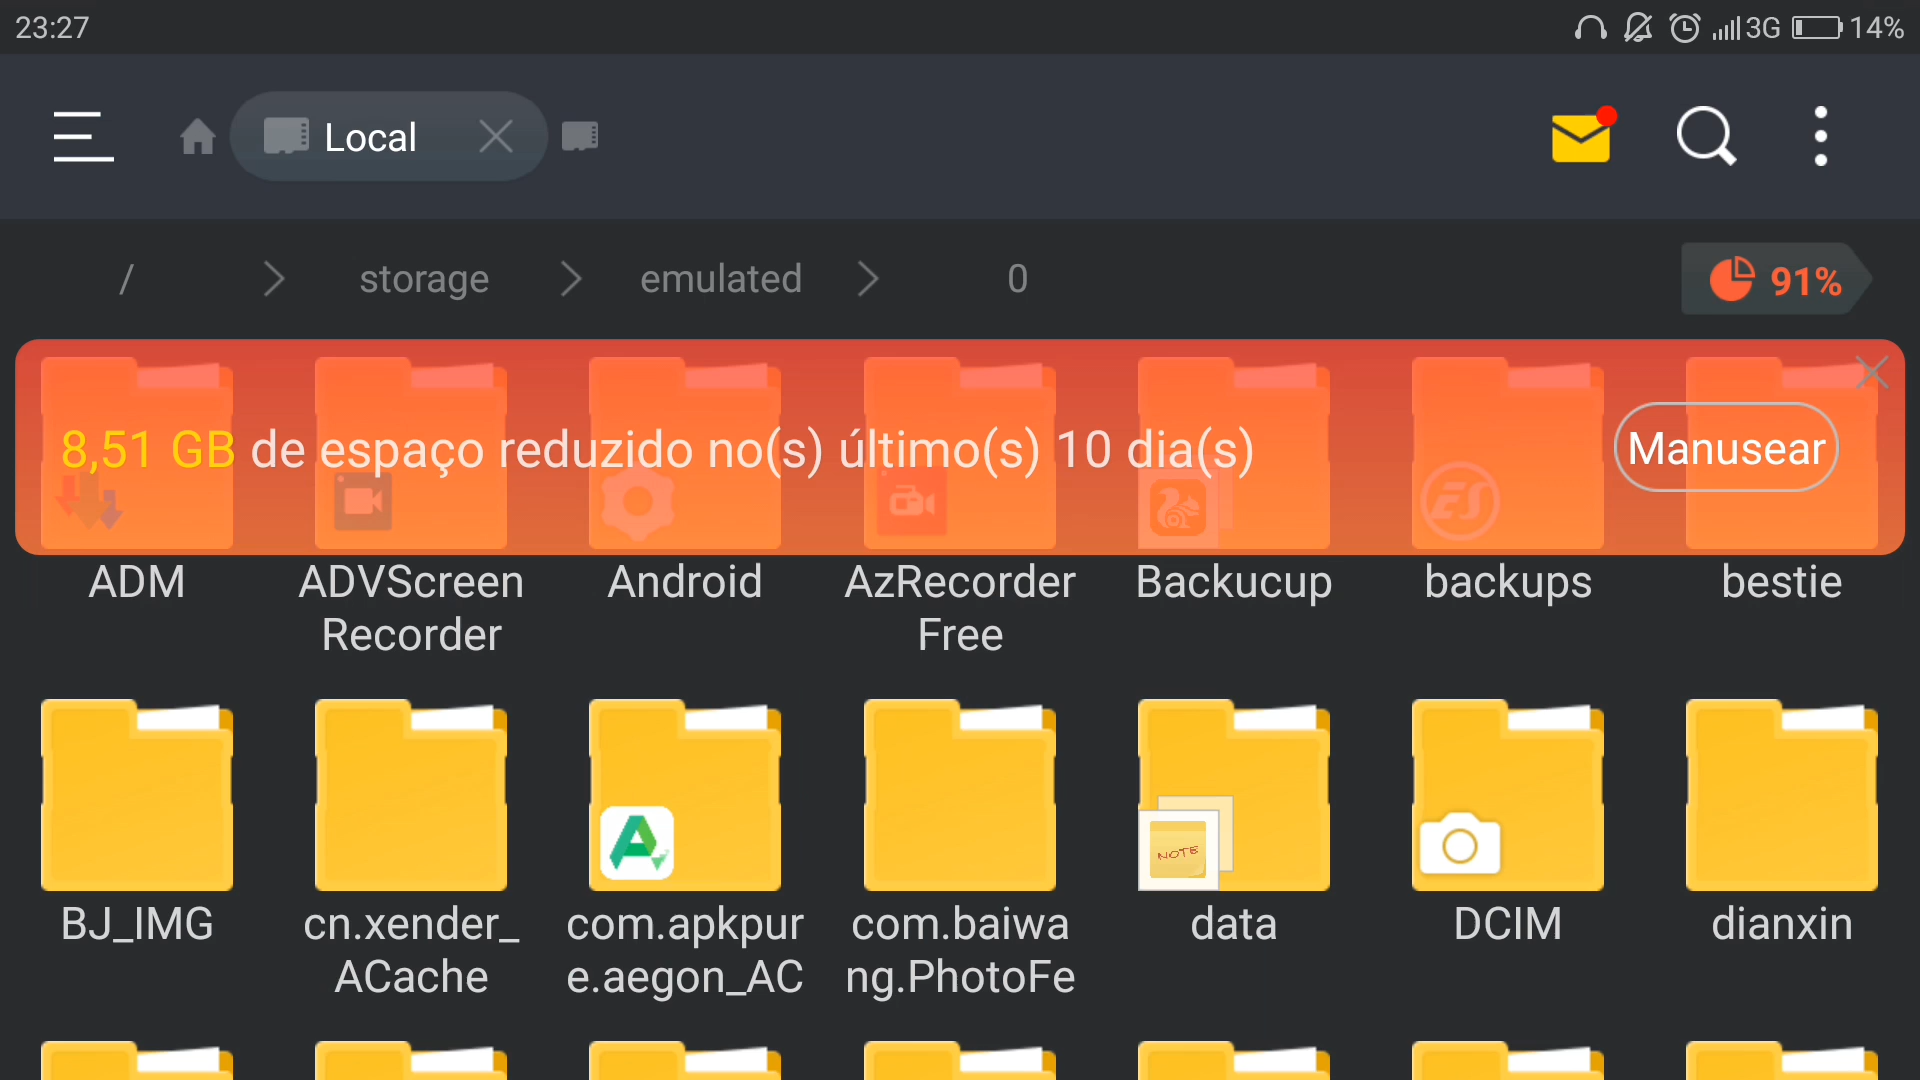 23:27
3G 14%
Local
/ storage emulated 0 91%
8,51 GB de espaço reduzido no(s) último(s) 10 dia(s) Manusear
ES
ADM ADVScreen Android AzRecorder Backucup backups bestie
Recorder Free
NOTE
BJ_IMG cn.xender_ com.apkpur com.baiwa data DCIM dianxin
ACache e.aegon_AC ng.PhotoFe